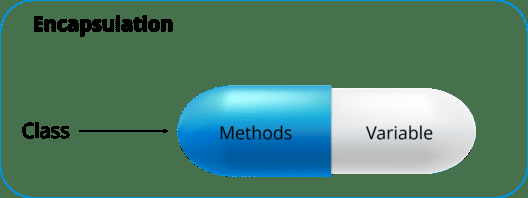 Encapsulation
Class
Methods
Variable